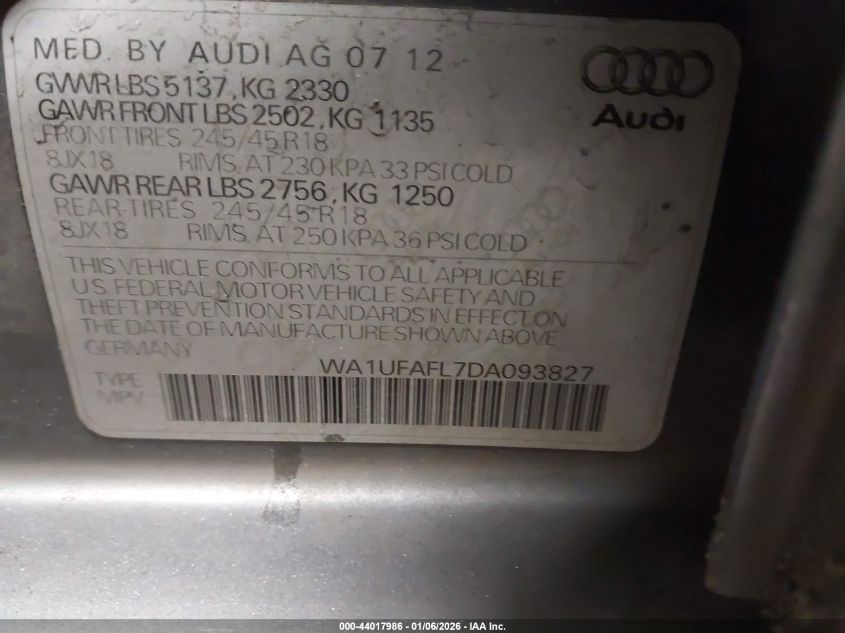 MFD. BY AUDI AG 07 12
GVWR LBS 5137, KG 2330
GAWR FRONT LBS 2502, KG 1135
FRONT TIRES 245/45 R18
8JX18 RIMS, AT 230 KPA 33 PSI COLD
GAWR REAR LBS 2756, KG 1250
REAR TIRES 245/45 R18
8JX18 RIMS, AT 250 KPA 36 PSI COLD
THIS VEHICLE CONFORMS TO ALL APPLICABLE
U.S. FEDERAL MOTOR VEHICLE SAFETY AND
THEFT PREVENTION STANDARDS IN EFFECT ON
THE DATE OF MANUFACTURE SHOWN ABOVE
GERMANY
WA1UFAFL7DA093827
TYPE
MPV
Audi
000-44017986 - 01/06/2026 - IAA Inc.